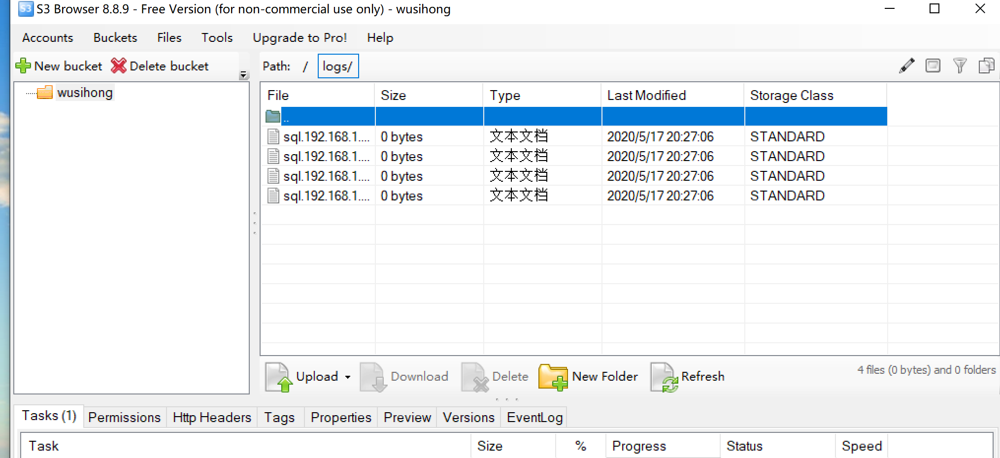 S3 S3 Browser 8.8.9 - Free Version (for non-commercial use only) - wusihong
Accounts Buckets Files Tools Upgrade to Pro! Help
New bucket Delete bucket Path: / logs/
wusihong
File Size Type Last Modified Storage Class
..
sql.192.168.1.... 0 bytes 文本文档 2020/5/17 20:27:06 STANDARD
sql.192.168.1.... 0 bytes 文本文档 2020/5/17 20:27:06 STANDARD
sql.192.168.1.... 0 bytes 文本文档 2020/5/17 20:27:06 STANDARD
sql.192.168.1.... 0 bytes 文本文档 2020/5/17 20:27:06 STANDARD
Upload Download Delete New Folder Refresh 4 files (0 bytes) and 0 folders
Tasks (1) Permissions Http Headers Tags Properties Preview Versions EventLog
Task Size % Progress Status Speed